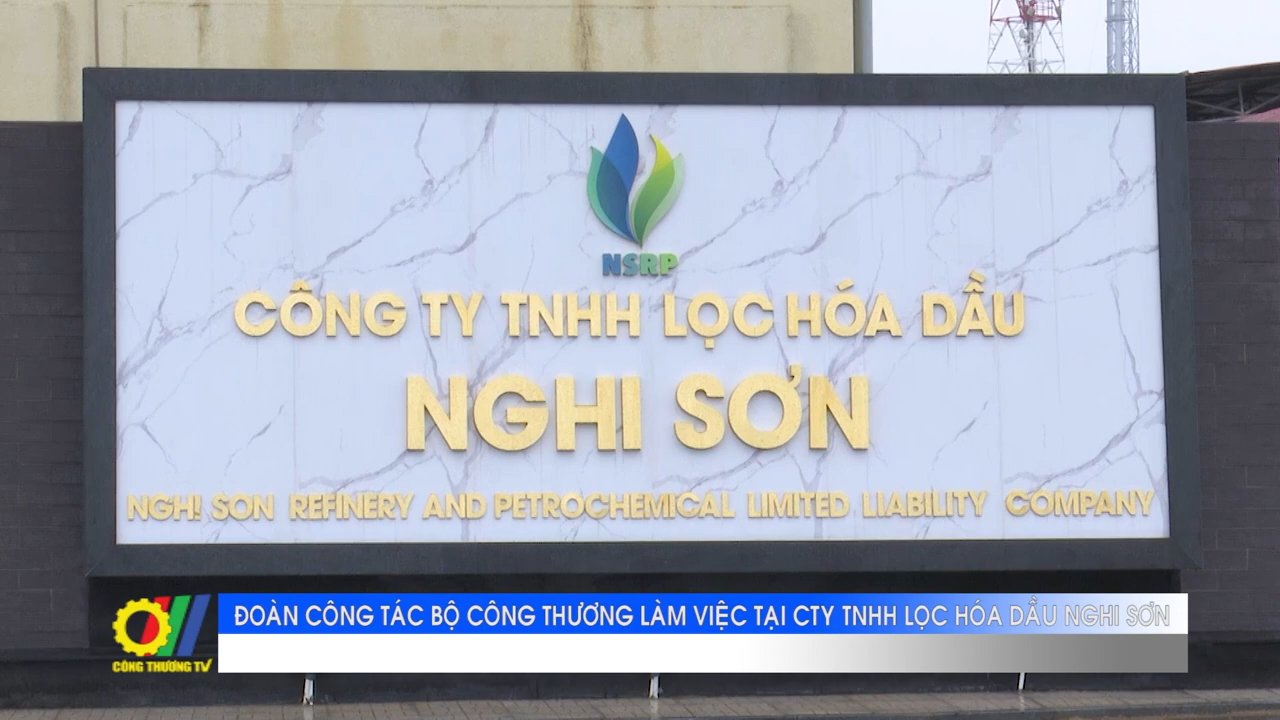 NSRP
CÔNG TY TNHH LỌC HÓA DẦU
NGHI SƠN
NGHI SON REFINERY AND PETROCHEMICAL LIMITED LIABILITY COMPANY
ĐOÀN CÔNG TÁC BỘ CÔNG THƯƠNG LÀM VIỆC TẠI CTY TNHH LỌC HÓA DẦU NGHI SƠN
CÔNG THƯƠNG TV